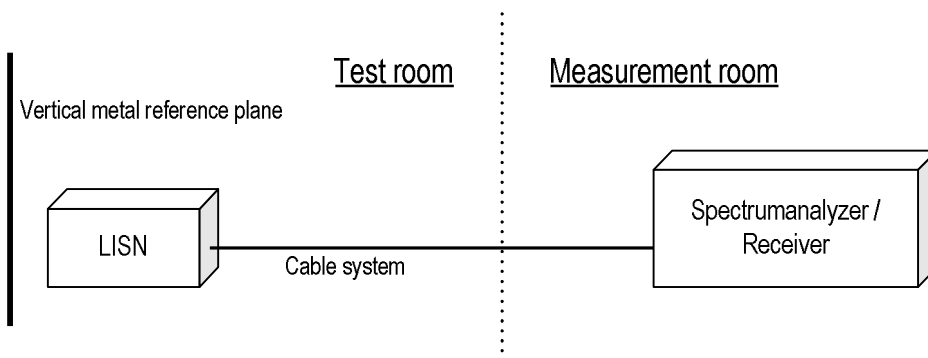 Test room
Measurement room
Vertical metal reference plane
LISN
Cable system
Spectrumanalyzer /
Receiver